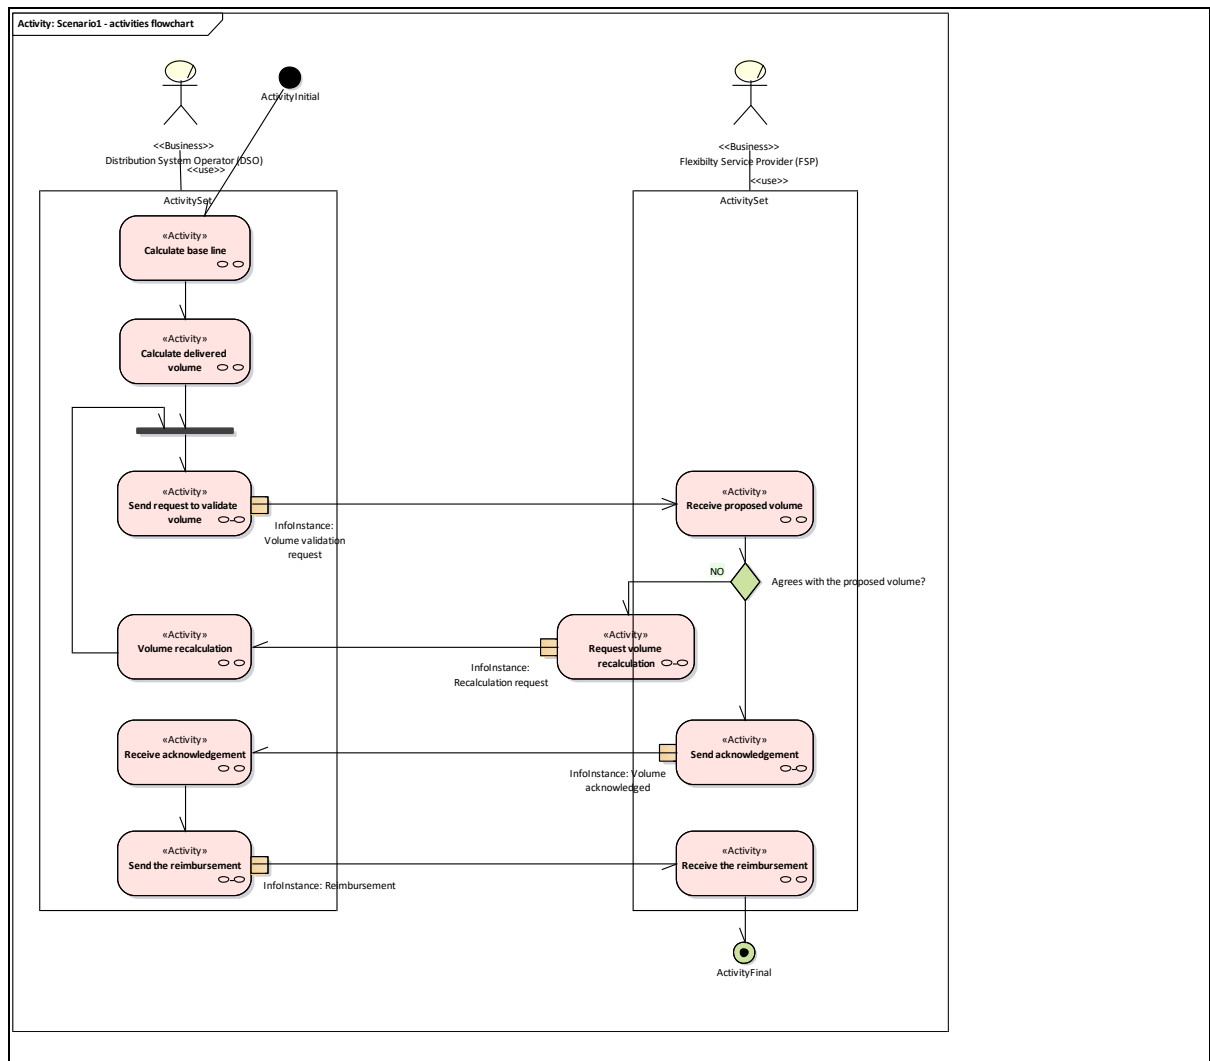 Activity: Scenario1 - activities flowchart
ActivityInitial
<<Business>>
Distribution System Operator (DSO)
<<use>>
<<Business>>
Flexibilty Service Provider (FSP)
<<use>>
ActivitySet
ActivitySet
«Activity»
Calculate base line
«Activity»
Calculate delivered
volume
«Activity»
Send request to validate
volume
InfoInstance:
Volume validation
request
«Activity»
Receive proposed volume
NO
Agrees with the proposed volume?
«Activity»
Volume recalculation
«Activity»
Request volume
recalculation
InfoInstance:
Recalculation request
«Activity»
Receive acknowledgement
«Activity»
Send acknowledgement
InfoInstance: Volume
acknowledged
«Activity»
Send the reimbursement
InfoInstance: Reimbursement
«Activity»
Receive the reimbursement
ActivityFinal